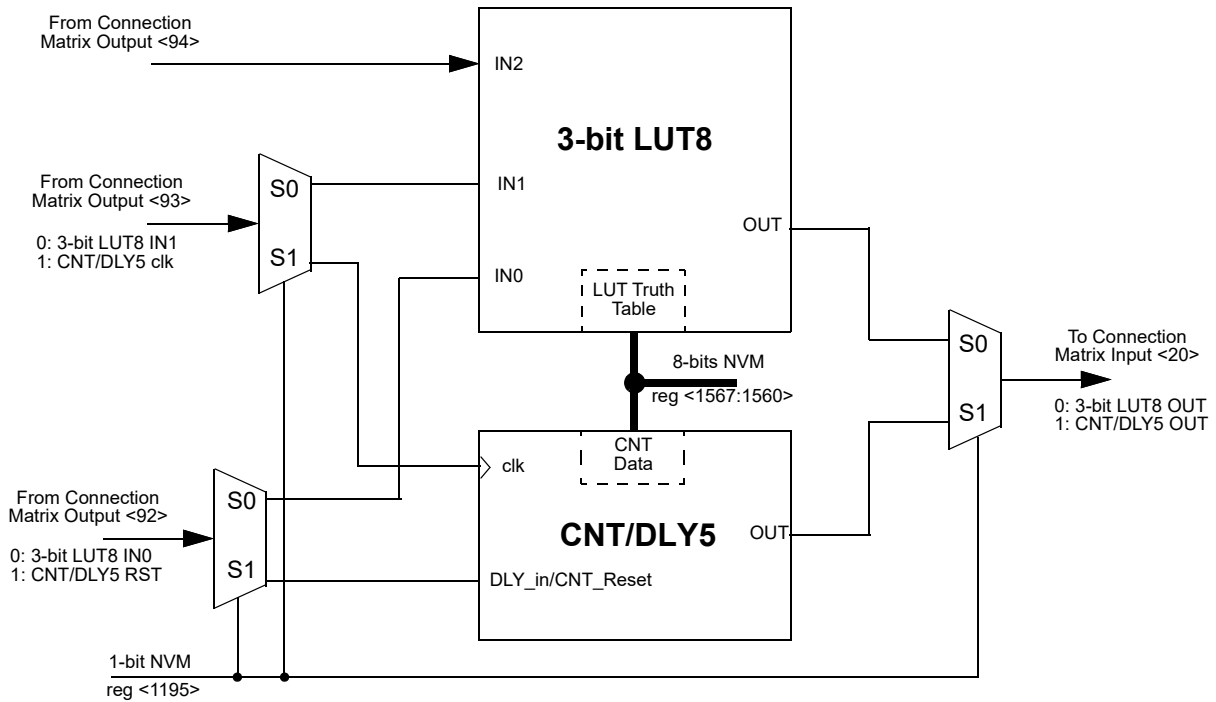 From Connection
Matrix Output <94>
IN2
3-bit LUT8
From Connection
Matrix Output <93>
0: 3-bit LUT8 IN1
1: CNT/DLY5 clk
S0
S1
IN1
IN0
OUT
LUT Truth
Table
8-bits NVM
reg <1567:1560>
S0
S1
To Connection
Matrix Input <20>
0: 3-bit LUT8 OUT
1: CNT/DLY5 OUT
CNT
Data
clk
CNT/DLY5
OUT
DLY_in/CNT_Reset
From Connection
Matrix Output <92>
0: 3-bit LUT8 IN0
1: CNT/DLY5 RST
S0
S1
1-bit NVM
reg <1195>